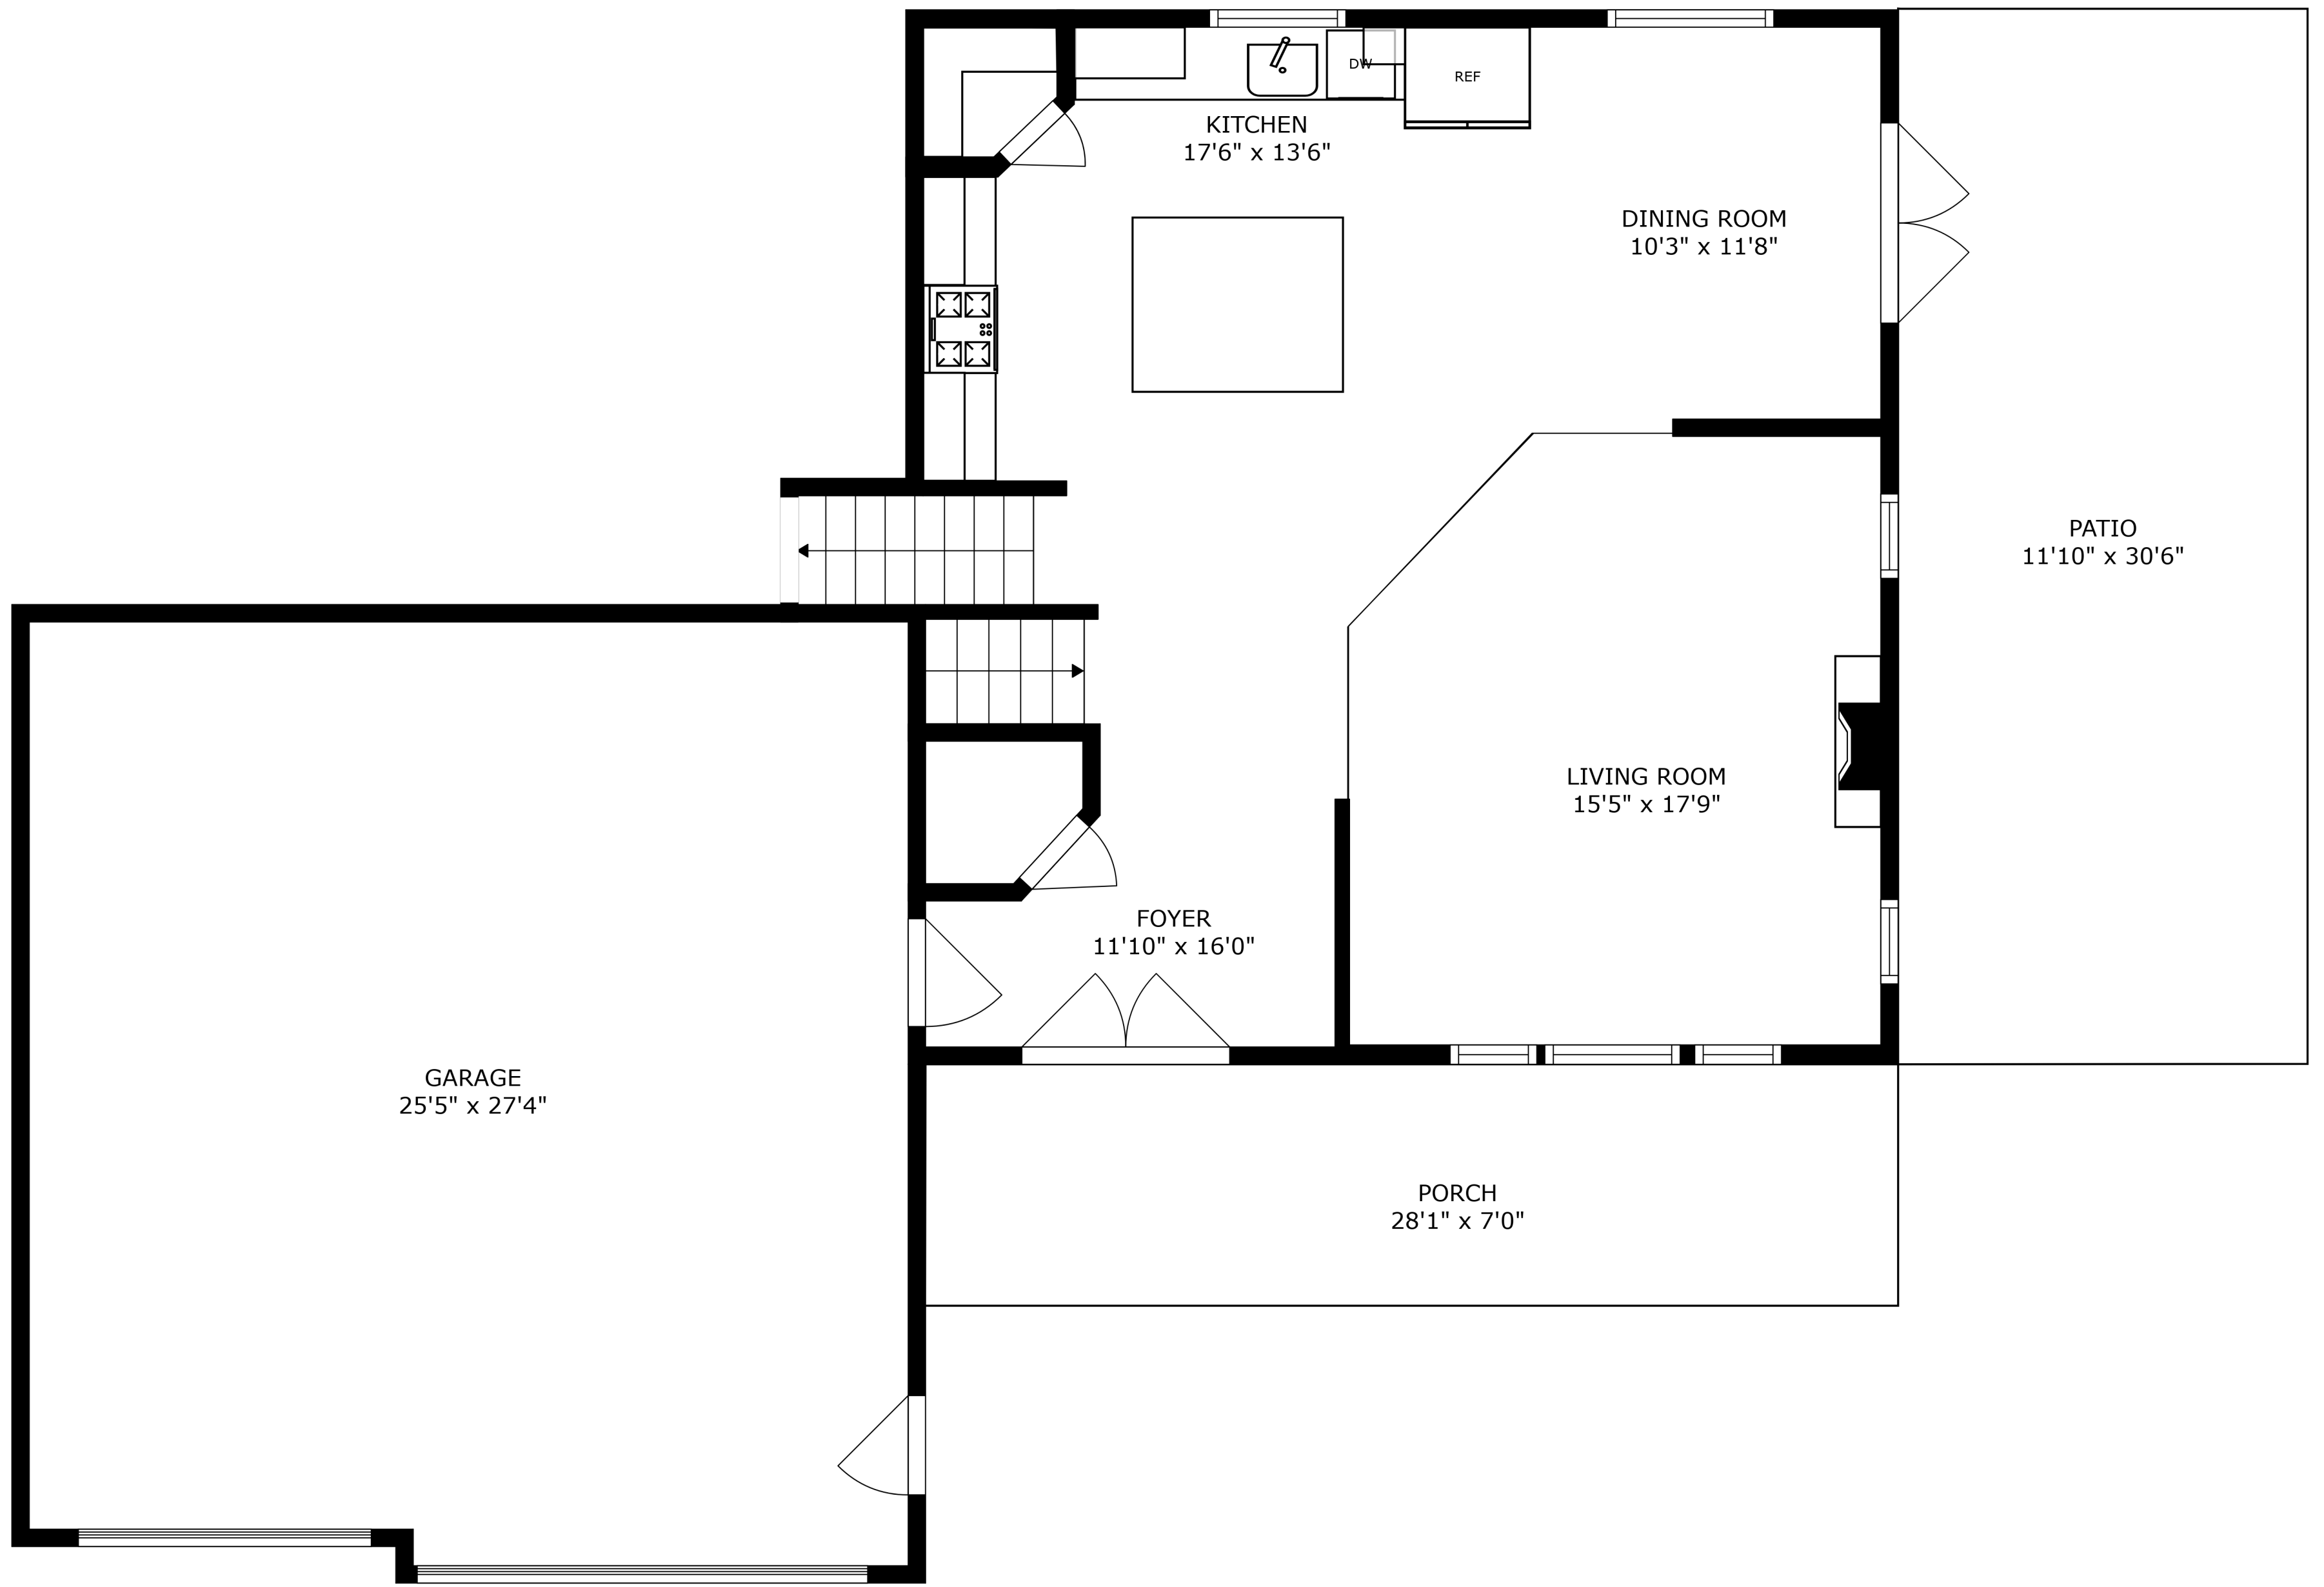 DW
REF
KITCHEN
17'6" x 13'6"
DINING ROOM
10'3" x 11'8"
PATIO
11'10" x 30'6"
LIVING ROOM
15'5" x 17'9"
FOYER
11'10" x 16'0"
GARAGE
25'5" x 27'4"
PORCH
28'1" x 7'0"